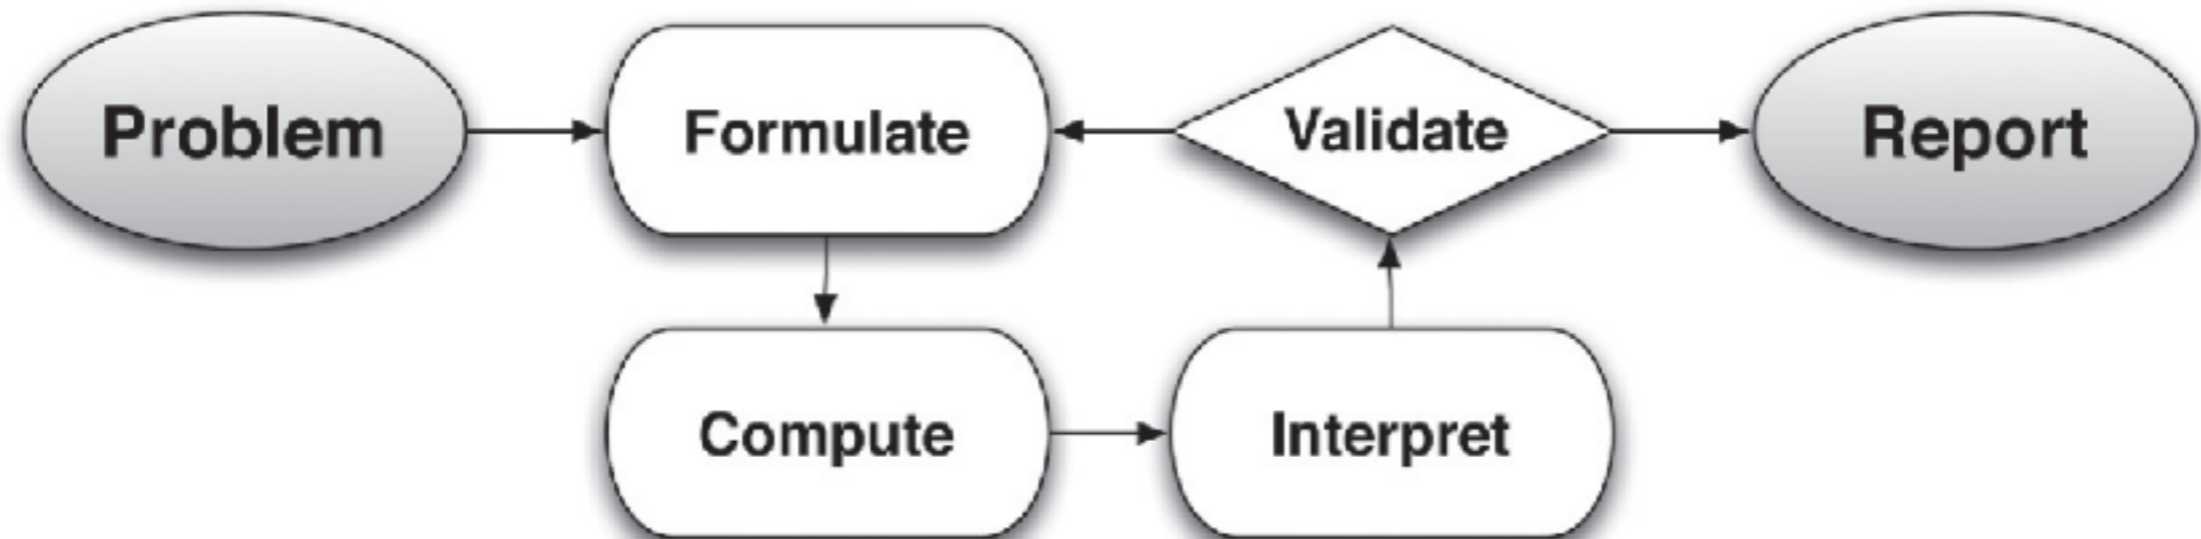 Problem
Formulate
Validate
Report
Compute
Interpret